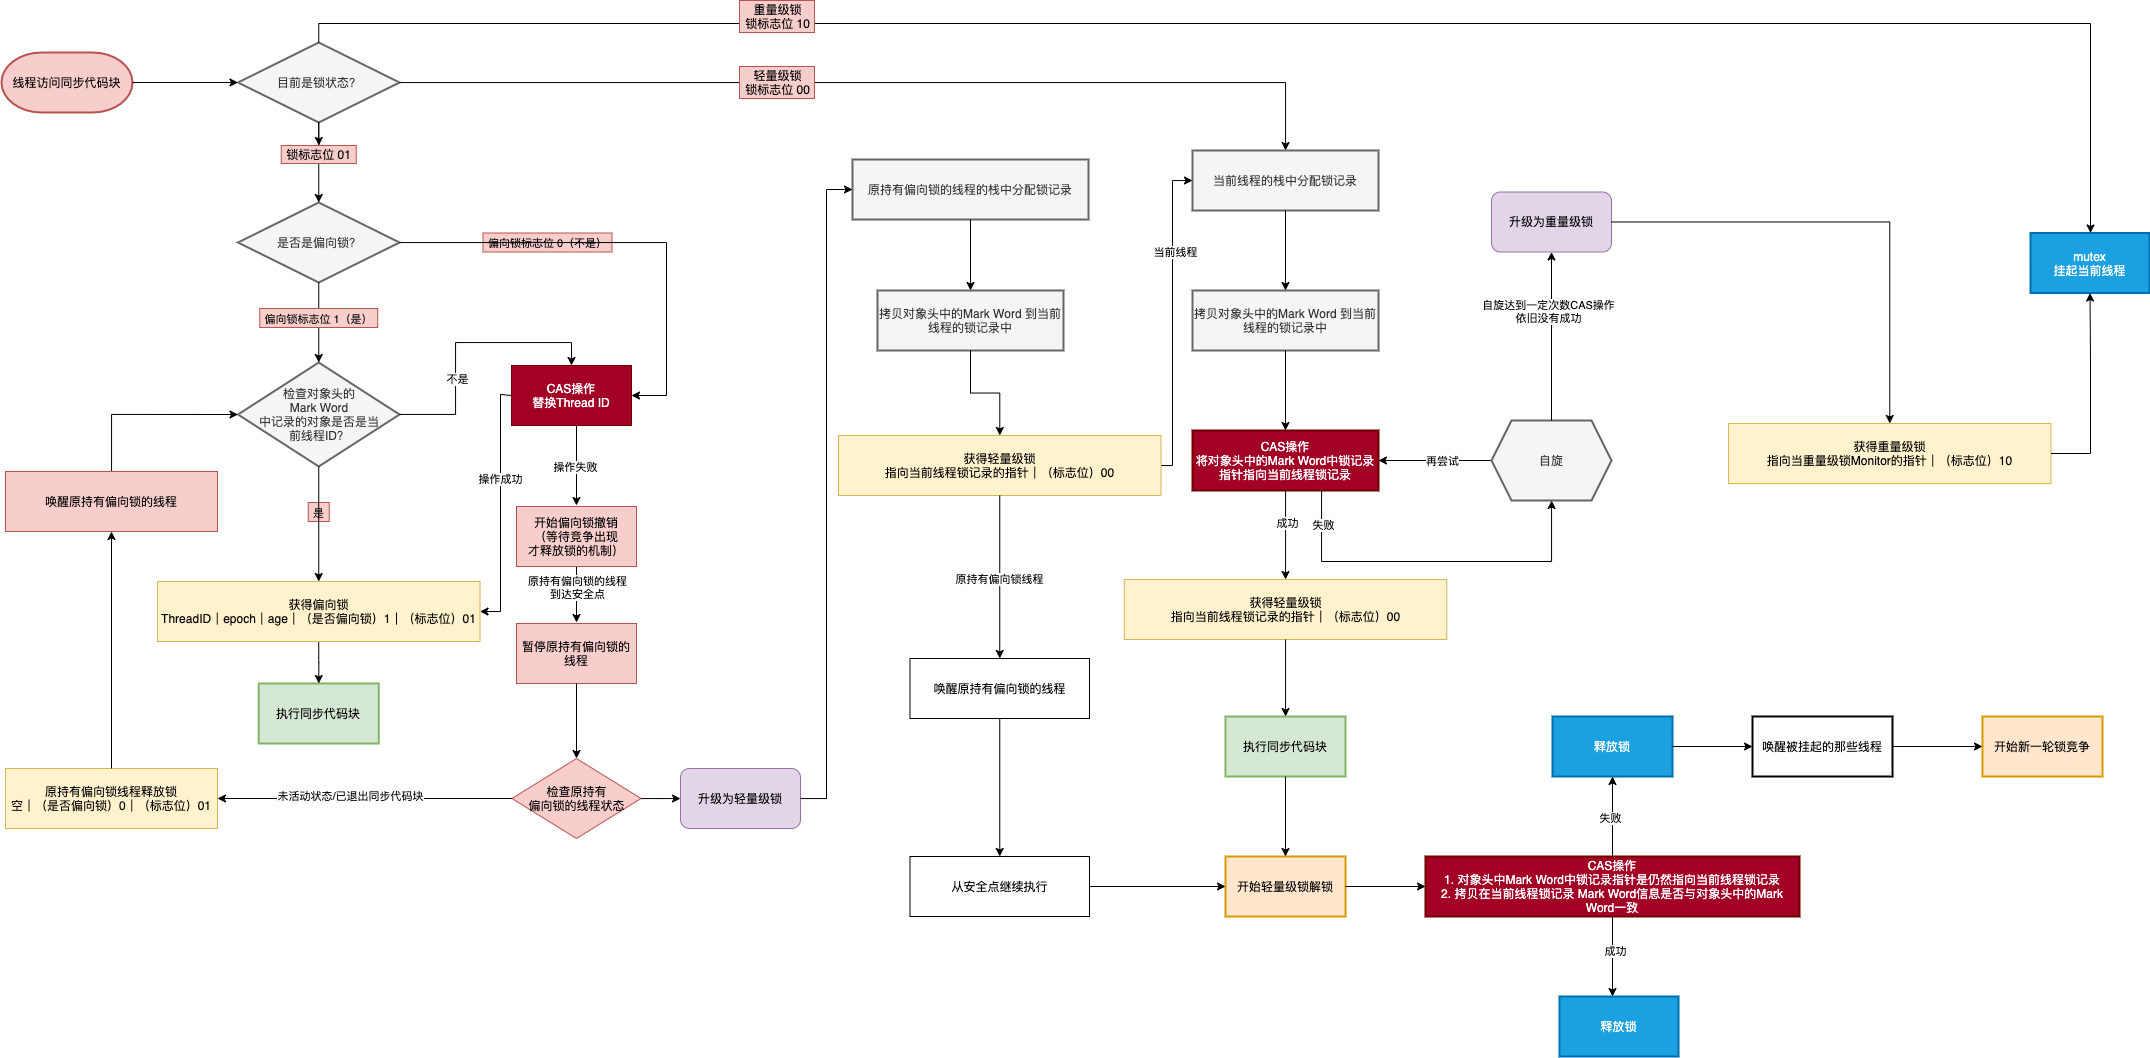 重量级锁
锁标志位 10
线程访问同步代码块
目前是锁状态?
轻量级锁
锁标志位 00
锁标志位 01
是否是偏向锁?
偏向锁标志位 0（不是）
偏向锁标志位 1（是）
检查对象头的
Mark Word
中记录的对象是否是当
前线程ID?
不是
CAS操作
替换Thread ID
操作失败
操作成功
唤醒原持有偏向锁的线程
是
开始偏向锁撤销
（等待竞争出现
才释放锁的机制）
原持有偏向锁的线程
到达安全点
获得偏向锁
ThreadID｜epoch｜age｜（是否偏向锁）1｜（标志位）01
暂停原持有偏向锁的
线程
执行同步代码块
原持有偏向锁线程释放锁
空｜（是否偏向锁）0｜（标志位）01
未活动状态/已退出同步代码块
检查原持有
偏向锁的线程状态
升级为轻量级锁
原持有偏向锁的线程的栈中分配锁记录
拷贝对象头中的Mark Word 到当前
线程的锁记录中
获得轻量级锁
指向当前线程锁记录的指针｜（标志位）00
当前线程
原持有偏向锁线程
唤醒原持有偏向锁的线程
从安全点继续执行
当前线程的栈中分配锁记录
拷贝对象头中的Mark Word 到当前
线程的锁记录中
CAS操作
将对象头中的Mark Word中锁记录
指针指向当前线程锁记录
再尝试
自旋
自旋达到一定次数CAS操作
依旧没有成功
升级为重量级锁
成功
失败
获得轻量级锁
指向当前线程锁记录的指针｜（标志位）00
执行同步代码块
开始轻量级锁解锁
获得重量级锁
指向当重量级锁Monitor的指针｜（标志位）10
mutex
挂起当前线程
CAS操作
1. 对象头中Mark Word中锁记录指针是仍然指向当前线程锁记录
2. 拷贝在当前线程锁记录 Mark Word信息是否与对象头中的Mark
Word一致
失败
释放锁
唤醒被挂起的那些线程
开始新一轮锁竞争
成功
释放锁